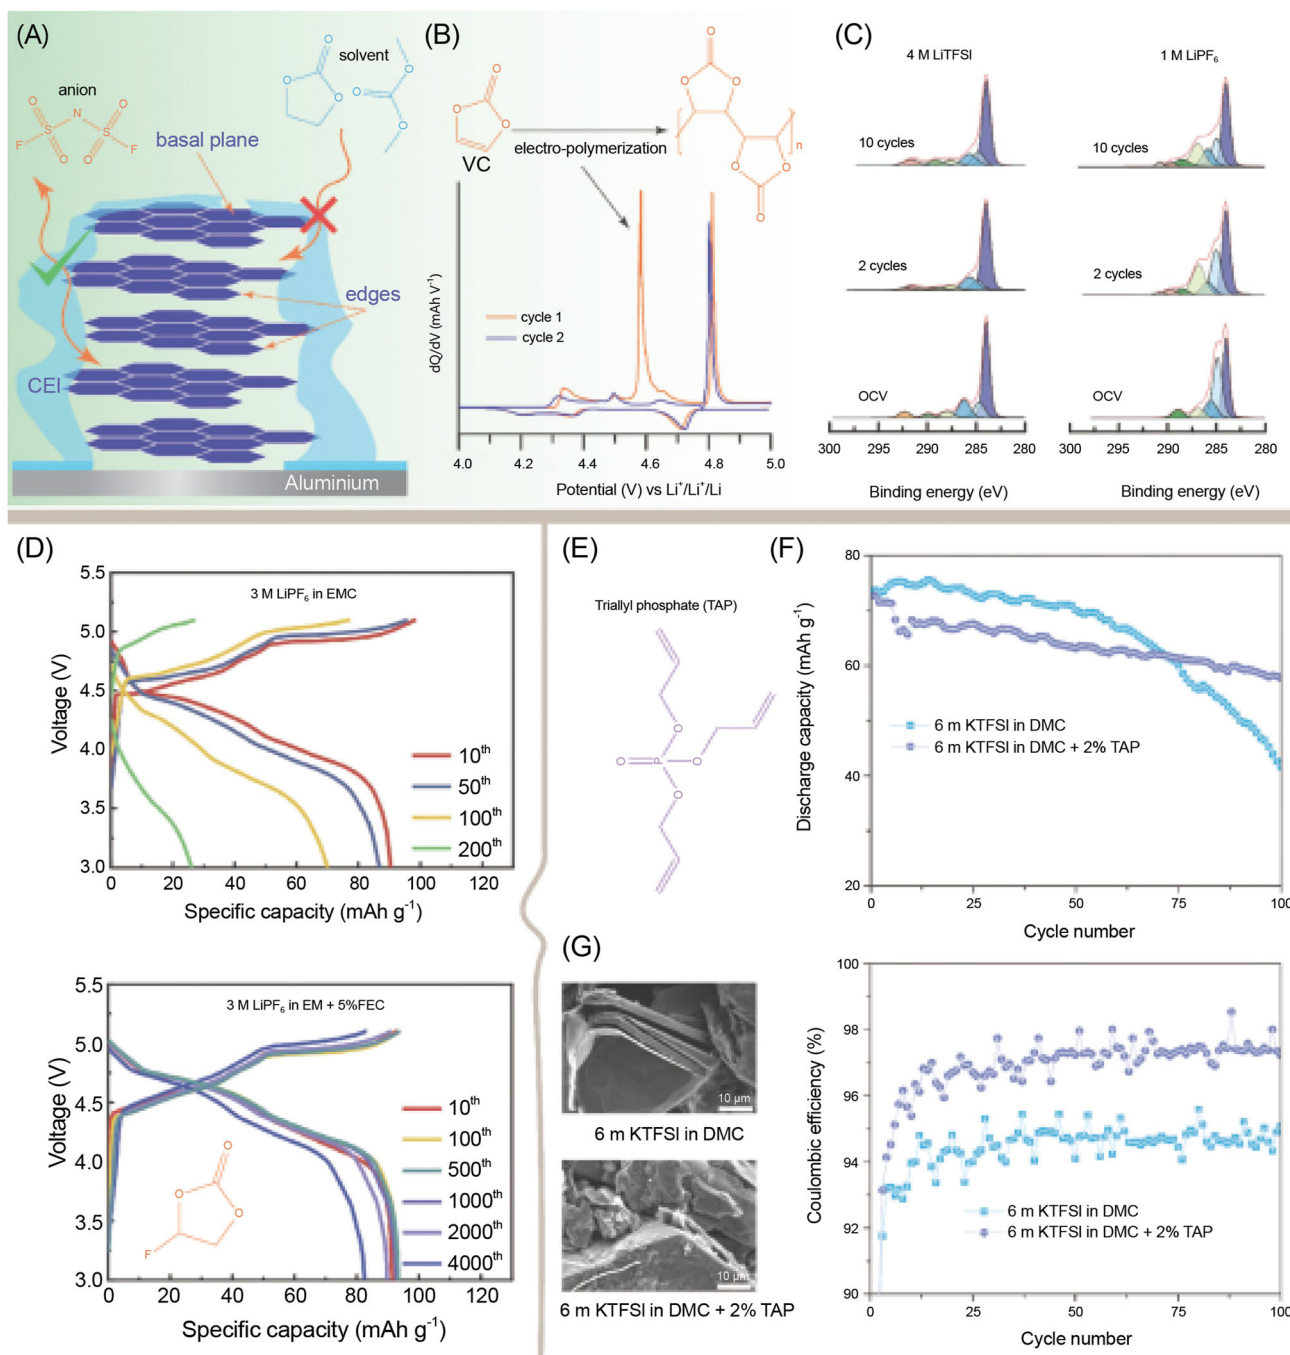 (A)
anion
solvent
basal plane
edges
CEI
Aluminium
O
O
O
O
O
O
S
N⁻
S
F
O
O
F
(B)
VC
electro-polymerization
n
cycle 1
cycle 2
dQ/dV (mAh V⁻¹)
4.0 4.2 4.4 4.6 4.8 5.0
Potential (V) vs Li⁺/Li⁺/Li
(C)
4 M LiTFSI
1 M LiPF₆
10 cycles
10 cycles
2 cycles
2 cycles
OCV
OCV
300 295 290 285 280
300 295 290 285 280
Binding energy (eV)
Binding energy (eV)
(D)
3 M LiPF₆ in EMC
5.5
5.0
4.5
4.0
3.5
3.0
Voltage (V)
10th
50th
100th
200th
0 20 40 60 80 100 120
Specific capacity (mAh g⁻¹)
3 M LiPF₆ in EM + 5%FEC
5.5
5.0
4.5
4.0
3.5
3.0
Voltage (V)
O
O
O
F
10th
100th
500th
1000th
2000th
4000th
0 20 40 60 80 100 120
Specific capacity (mAh g⁻¹)
(E)
Triallyl phosphate (TAP)
O
O
P
O
O
(F)
80
60
40
20
Discharge capacity (mAh g⁻¹)
6 m KTFSI in DMC
6 m KTFSI in DMC + 2% TAP
0 25 50 75 100
Cycle number
100
98
96
94
92
90
Coulombic efficiency (%)
6 m KTFSI in DMC
6 m KTFSI in DMC + 2% TAP
0 25 50 75 100
Cycle number
(G)
10 µm
6 m KTFSI in DMC
10 µm
6 m KTFSI in DMC + 2% TAP